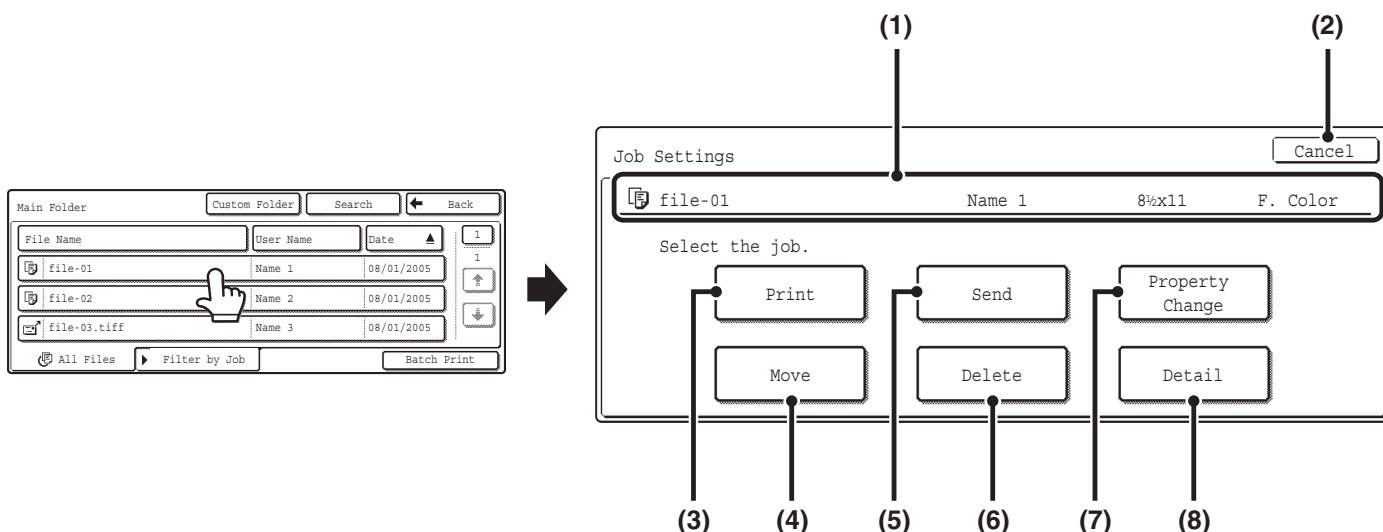 (1) (2)
Main Folder Custom Folder Search Back
File Name User Name Date 1
file-01 Name 1 08/01/2005 1
file-02 Name 2 08/01/2005
file-03.tiff Name 3 08/01/2005
All Files Filter by Job Batch Print
Job Settings Cancel
file-01 Name 1 8½x11 F. Color
Select the job.
Print Send Property Change
Move Delete Detail
(3) (4) (5) (6) (7) (8)